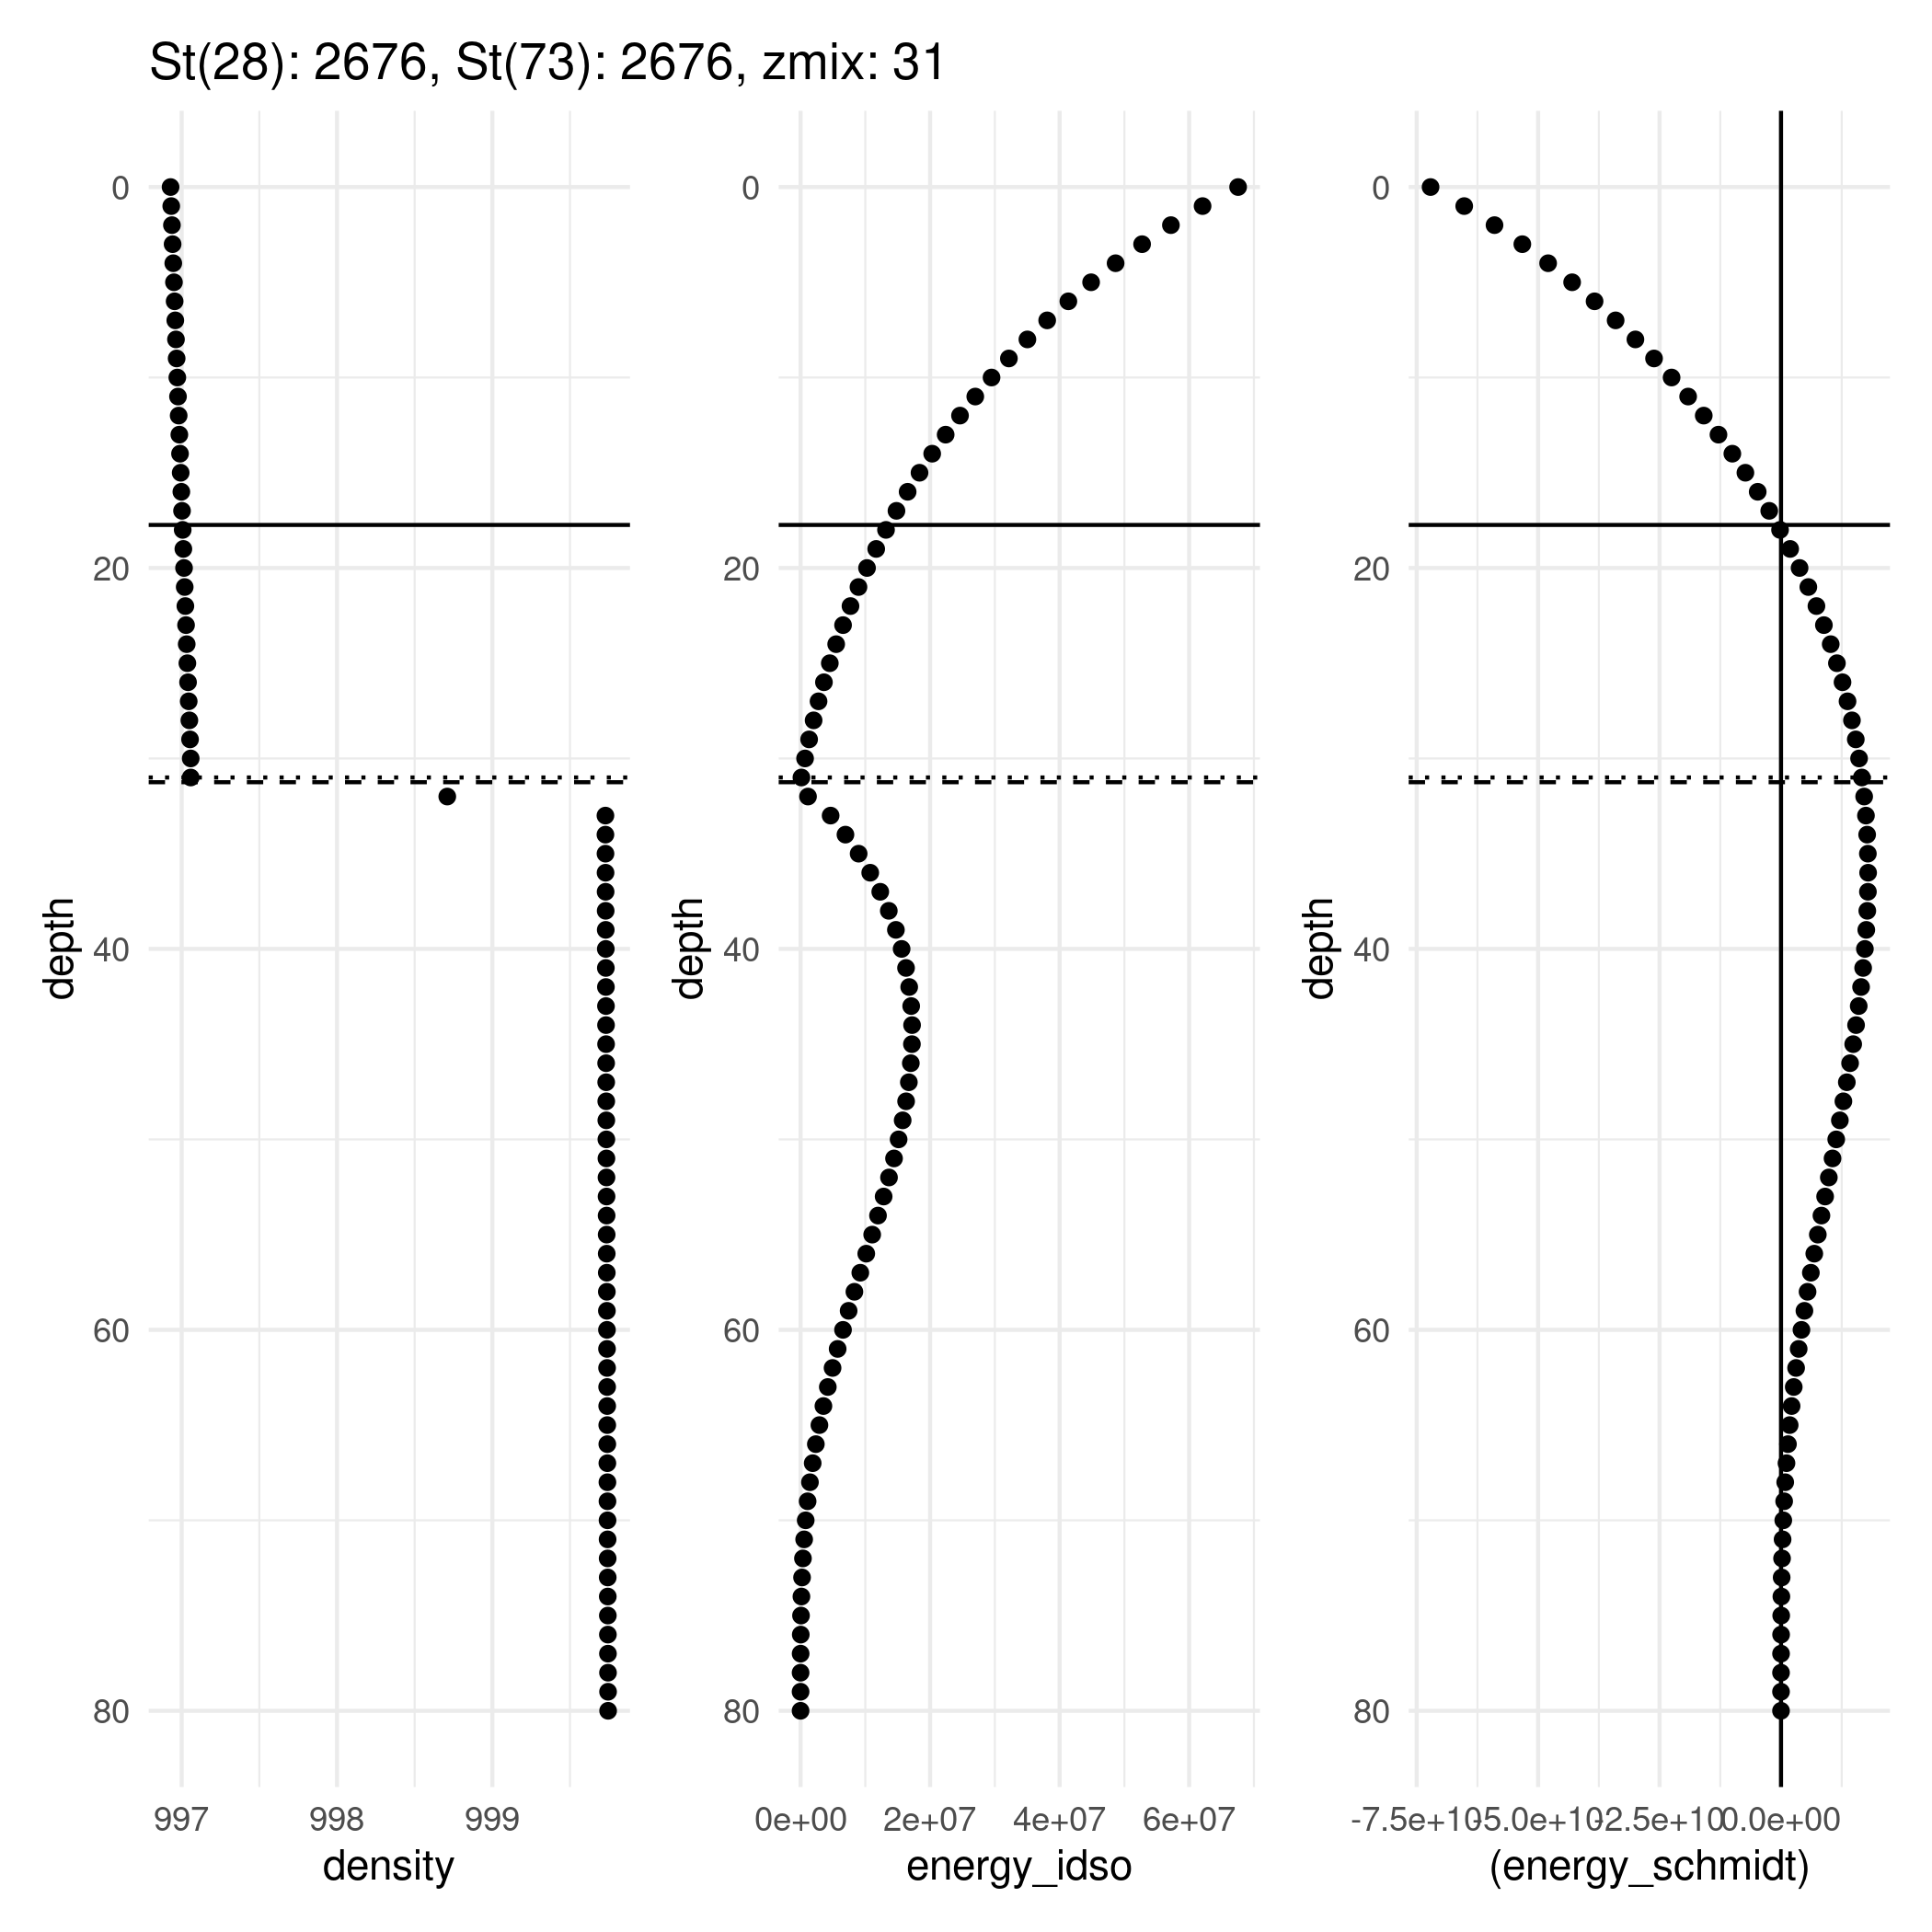 St(28): 2676, St(73): 2676, zmix: 31
0
20
40
60
80
depth
997
998
999
density
0
20
40
60
80
depth
0e+00
2e+07
4e+07
6e+07
energy_idso
0
20
40
60
80
depth
-7.5e+10
-5.0e+10
-2.5e+10
0.0e+00
(energy_schmidt)